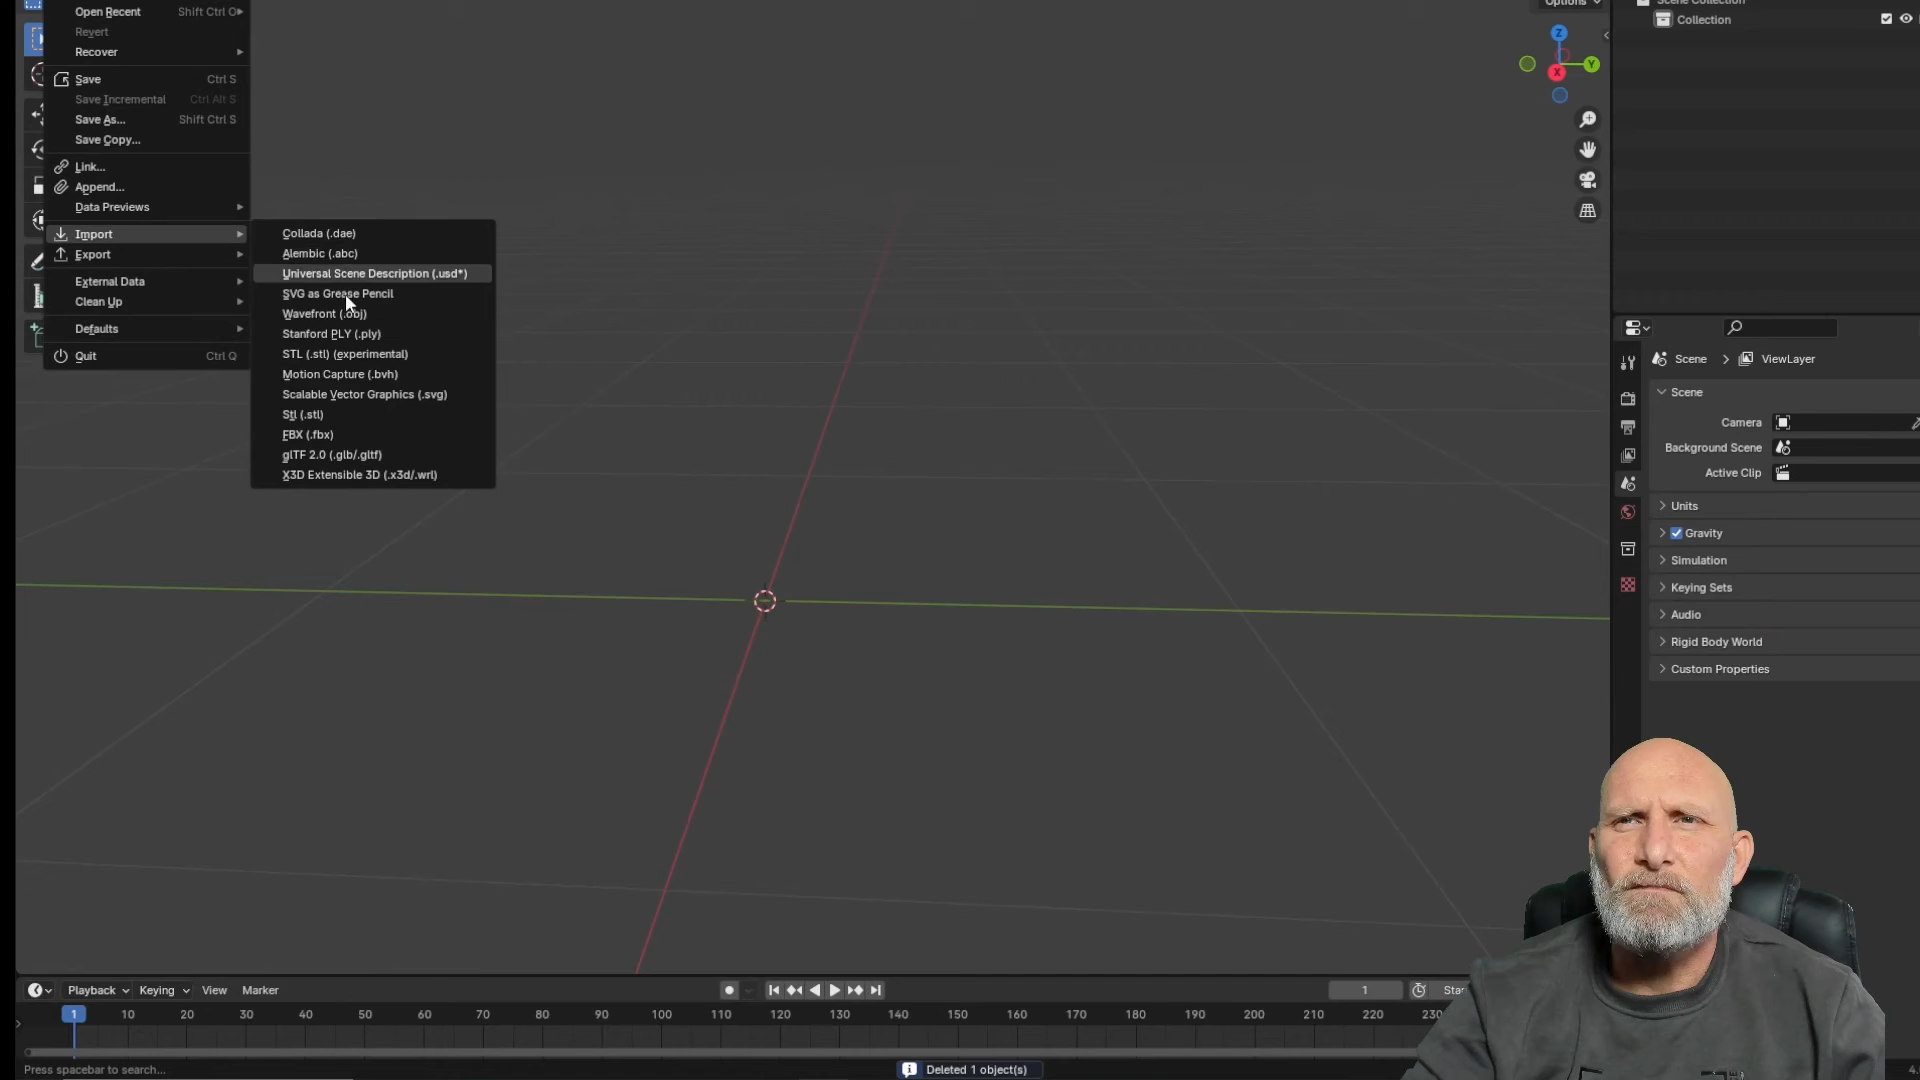 Open Recent Shift Ctrl O
Revert
Recover
Save Ctrl S
Save Incremental Ctrl Alt S
Save As... Shift Ctrl S
Save Copy...
Link...
Append...
Data Previews
Import
Export
External Data
Clean Up
Defaults
Quit Ctrl Q
Collada (.dae)
Alembic (.abc)
Universal Scene Description (.usd*)
SVG as Grease Pencil
Wavefront (.obj)
Stanford PLY (.ply)
STL (.stl) (experimental)
Motion Capture (.bvh)
Scalable Vector Graphics (.svg)
Stl (.stl)
FBX (.fbx)
glTF 2.0 (.glb/.gltf)
X3D Extensible 3D (.x3d/.wrl)
Options
Z
Y
X
Scene Collection
Collection
Scene > ViewLayer
Scene
Camera
Background Scene
Active Clip
Units
Gravity
Simulation
Keying Sets
Audio
Rigid Body World
Custom Properties
Playback Keying View Marker 1 Star
1 10 20 30 40 50 60 70 80 90 100 110 120 130 140 150 160 170 180 190 200 210 220 230
Press spacebar to search... Deleted 1 object(s) 4.